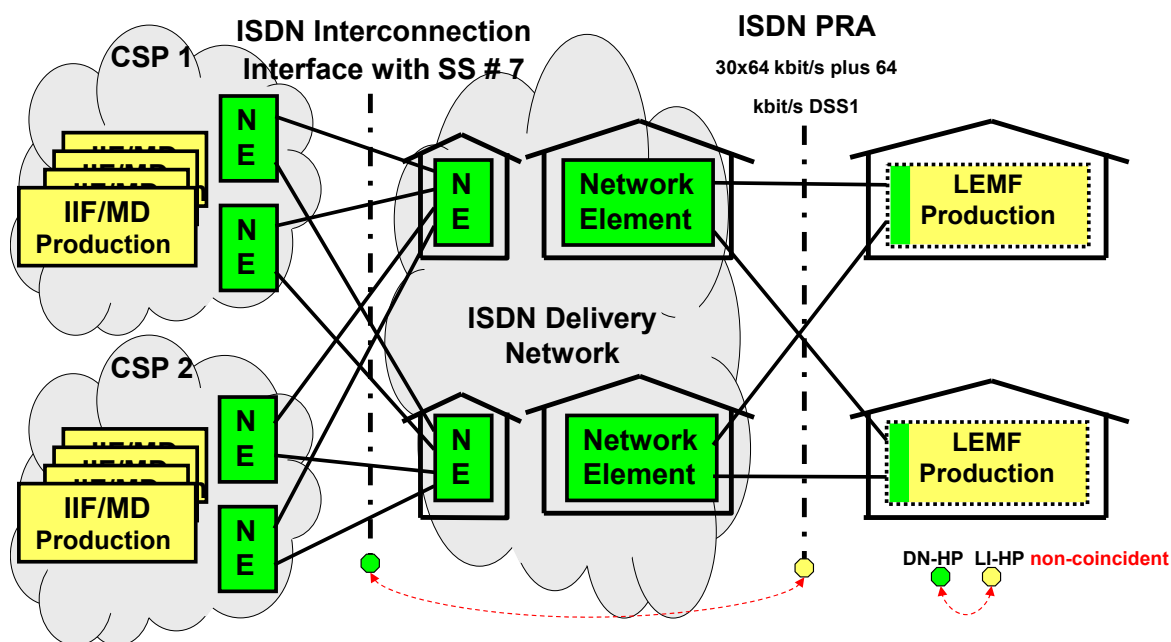 CSP 1
ISDN Interconnection
Interface with SS # 7
ISDN PRA
30x64 kbit/s plus 64
kbit/s DSS1
N
E
N
E
IIF/MD
Production
N
E
Network
Element
LEMF
Production
ISDN Delivery
Network
CSP 2
N
E
N
E
IIF/MD
Production
N
E
Network
Element
LEMF
Production
DN-HP LI-HP non-coincident